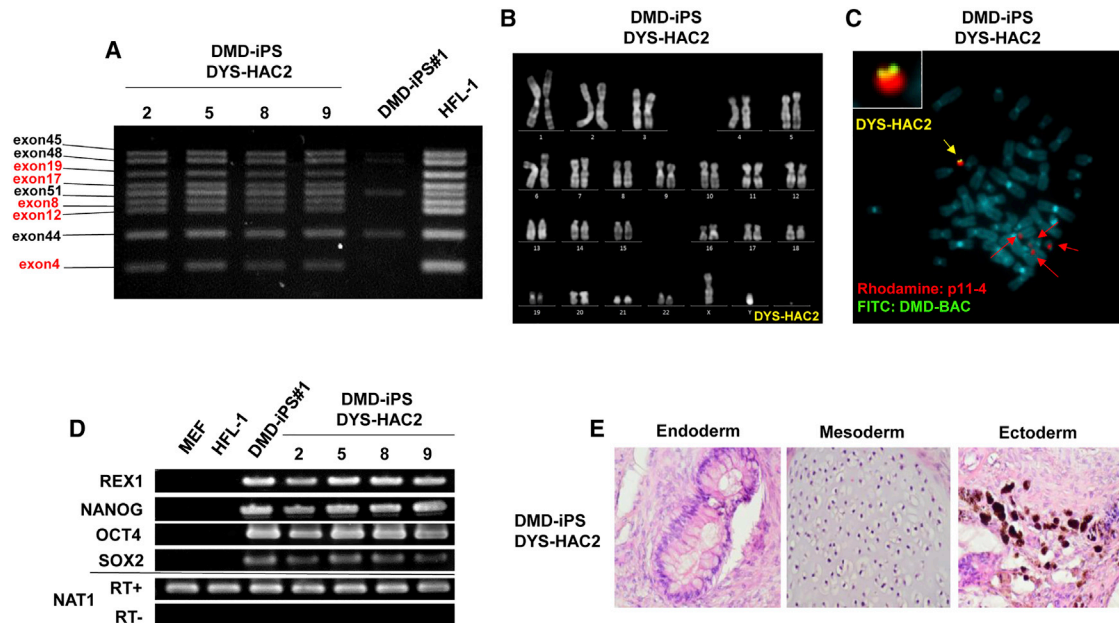 A
DMD-iPS
DYS-HAC2
2 5 8 9
DMD-iPS#1
HFL-1
exon45
exon48
exon19
exon17
exon51
exon8
exon12
exon44
exon4
B
DMD-iPS
DYS-HAC2
1 2 3 4 5
6 7 8 9 10 11 12
13 14 15 16 17 18
19 20 21 22 X Y
DYS-HAC2
C
DMD-iPS
DYS-HAC2
DYS-HAC2
Rhodamine: p11-4
FITC: DMD-BAC
D
MEF
HFL-1
DMD-iPS#1
DMD-iPS
DYS-HAC2
2 5 8 9
REX1
NANOG
OCT4
SOX2
NAT1
RT+
RT-
E
Endoderm Mesoderm Ectoderm
DMD-iPS
DYS-HAC2